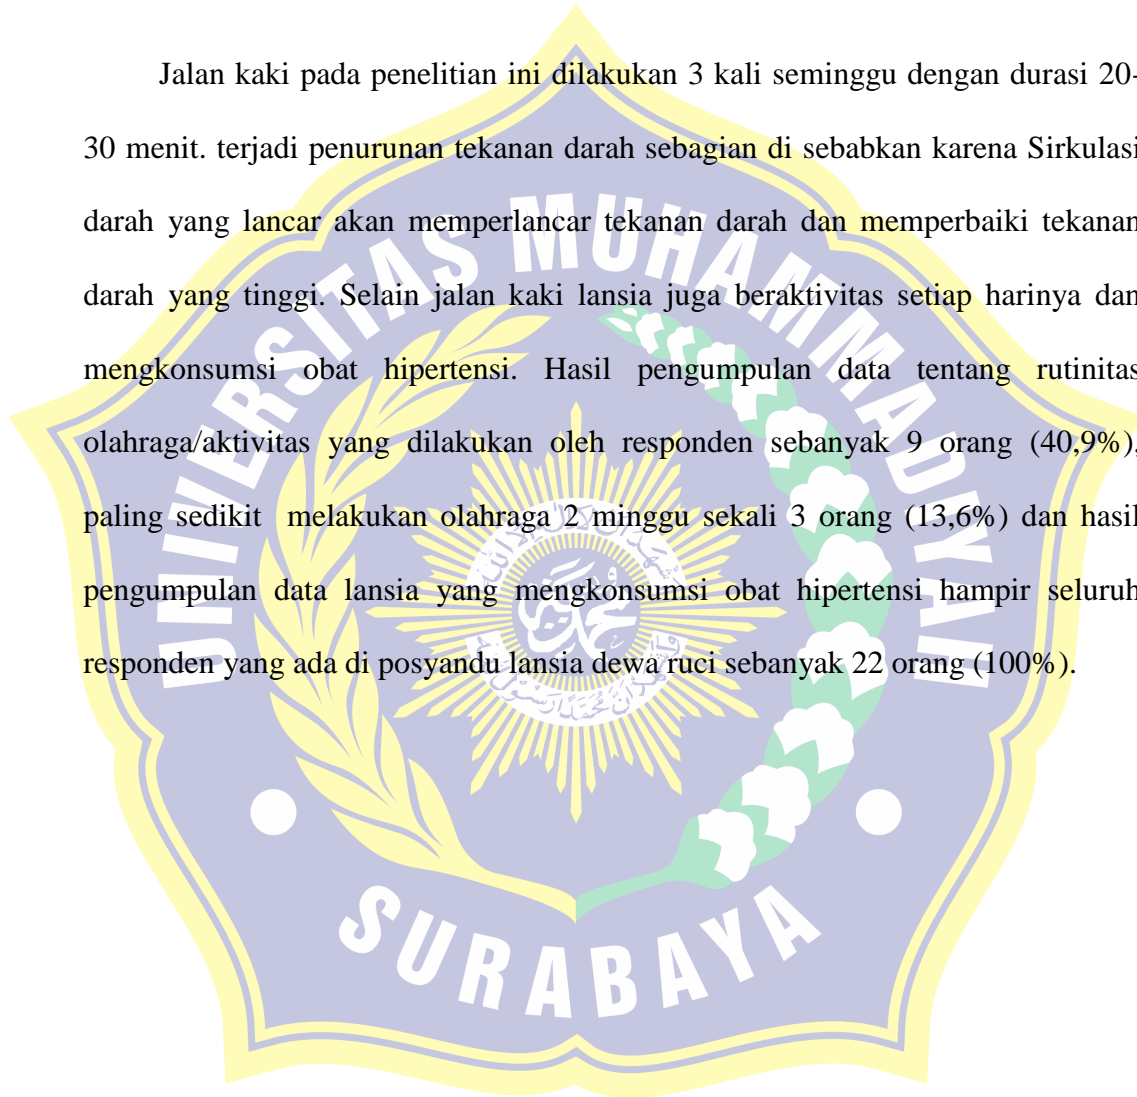 Jalan kaki pada penelitian ini dilakukan 3 kali seminggu dengan durasi 20-
30 menit. terjadi penurunan tekanan darah sebagian di sebabkan karena Sirkulasi
darah yang lancar akan memperlancar tekanan darah dan memperbaiki tekanan
darah yang tinggi. Selain jalan kaki lansia juga beraktivitas setiap harinya dan
mengkonsumsi obat hipertensi. Hasil pengumpulan data tentang rutinitas
olahraga/aktivitas yang dilakukan oleh responden sebanyak 9 orang (40,9%),
paling sedikit  melakukan olahraga 2 minggu sekali 3 orang (13,6%) dan hasil
pengumpulan data lansia yang mengkonsumsi obat hipertensi hampir seluruh
responden yang ada di posyandu lansia dewa ruci sebanyak 22 orang (100%).
UNIVERSITAS MUHAMMADYAH
SURABAYA
محمد